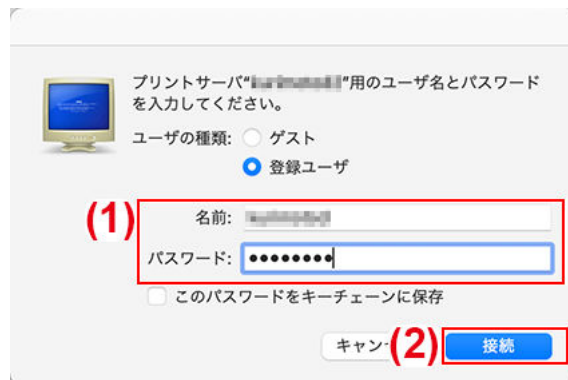 プリントサーバ“ ”用のユーザ名とパスワード
を入力してください。
ユーザの種類: ゲスト
登録ユーザ
(1)
名前:
パスワード: ●●●●●●●●
このパスワードをキーチェーンに保存
キャン
(2)
接続